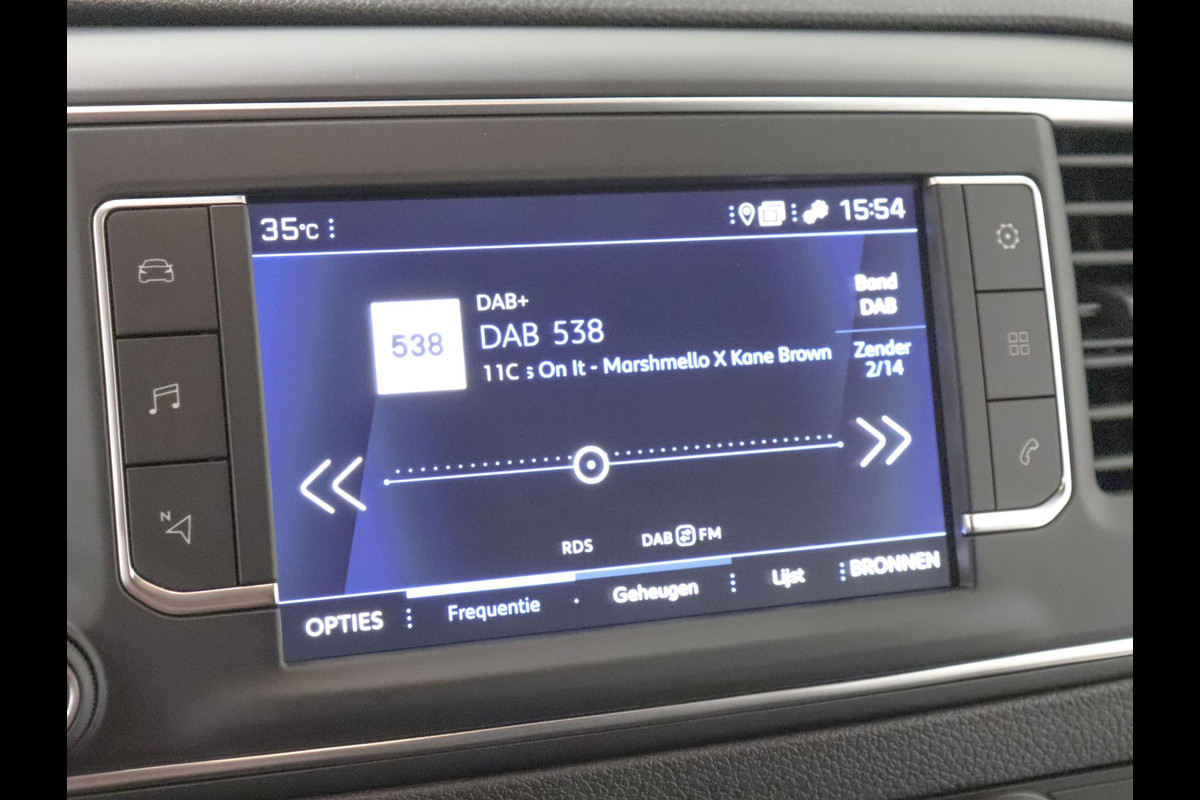 35°C
15:54
538
DAB+
DAB 538
11C s On It - Marshmello X Kane Brown
Band
DAB
Zender
2/14
RDS
DAB FM
OPTIES
Frequentie
Geheugen
Lijst
BRONNEN
N